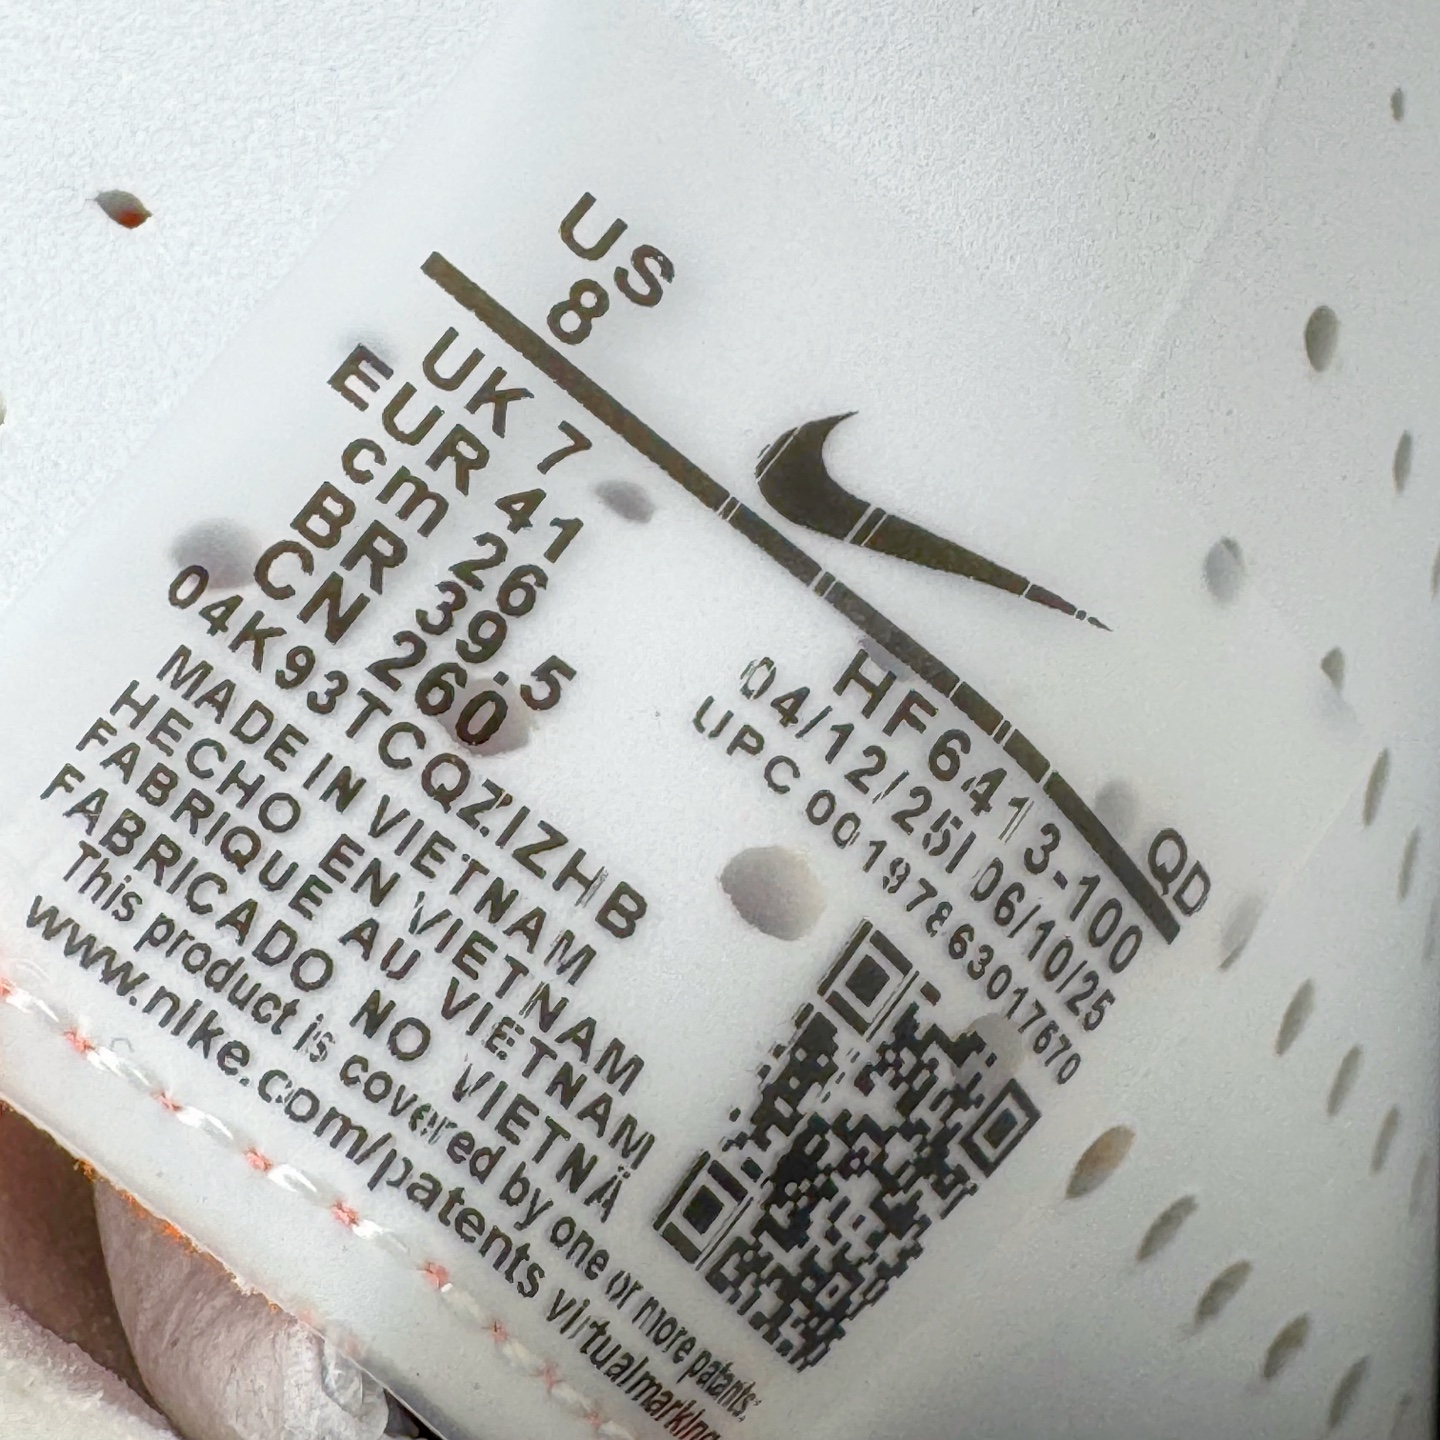 US
8
UK 7
EUR 41
cm 26
BR 39.5
CN 260
04K93TCQZIZHB
MADE IN VIETNAM
HECHO EN VIETNAM
FABRIQUE AU VIETNAM
FABRICADO NO VIETNÃ
This product is covered by one or more patents:
www.nike.com/patents virtualmarking
QD
HF6413-100
04/12/25| 06/10/25
UPC 00197863017670